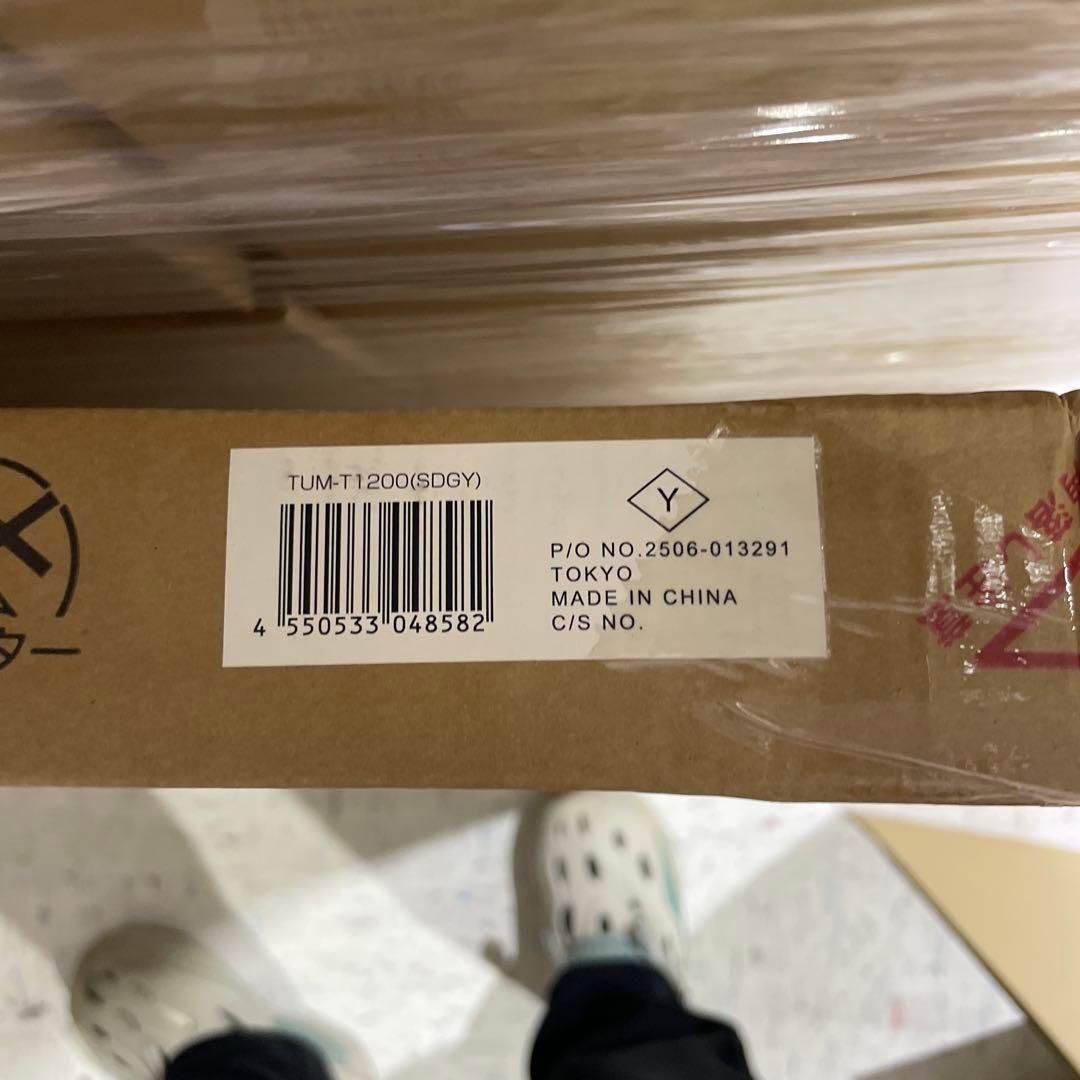 TUM-T1200(SDGY)
4 550533 048582
Y
P/O NO.2506-013291
TOKYO
MADE IN CHINA
C/S NO.